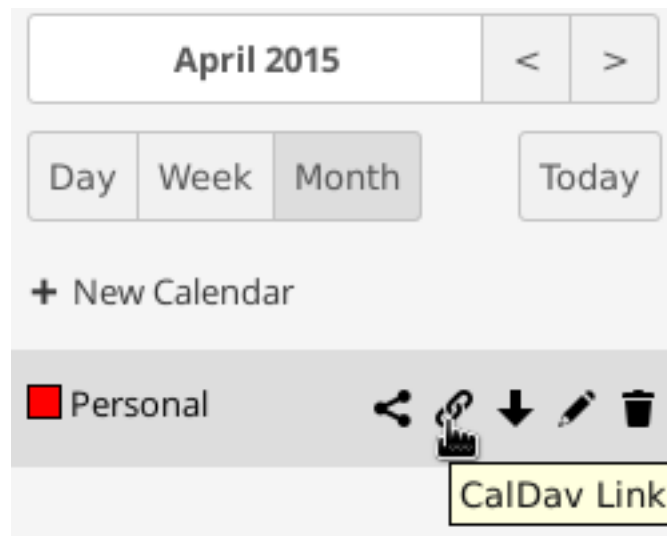 April 2015 < >
Day Week Month Today
+ New Calendar
Personal
CalDav Link